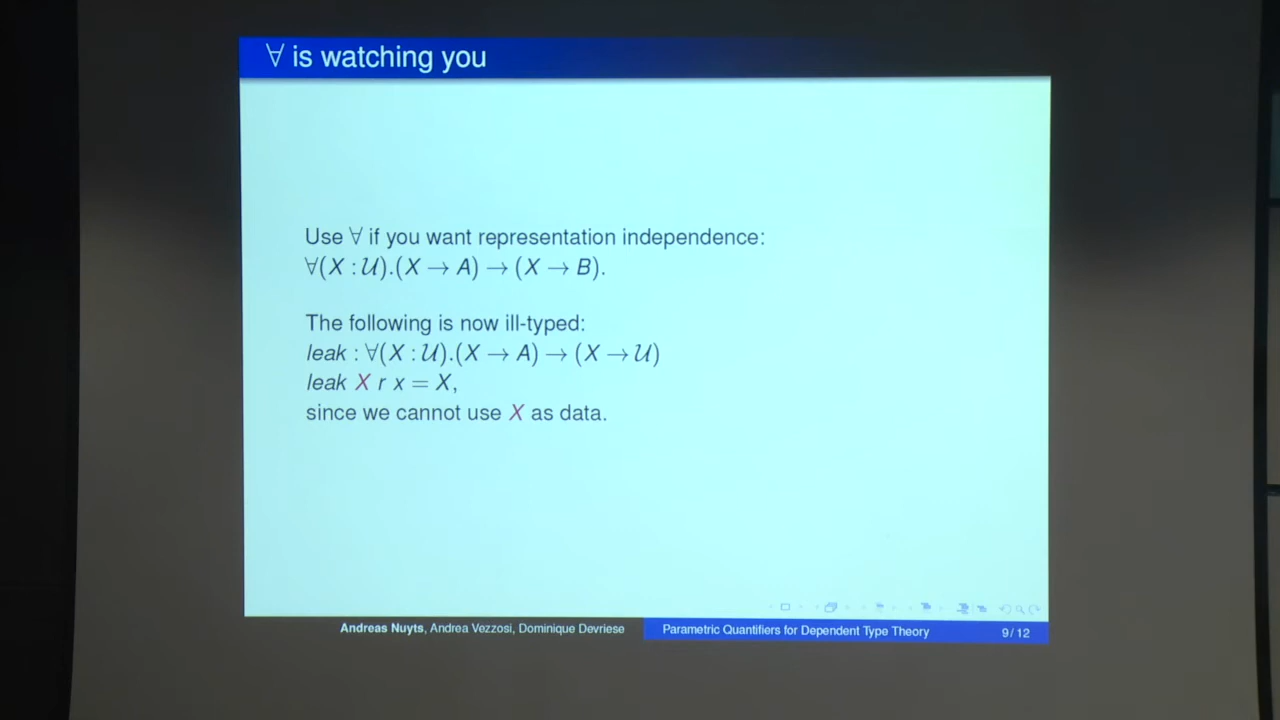 ∀ is watching you
Use ∀ if you want representation independence:
∀(X : 𝒰).(X → A) → (X → B).
The following is now ill-typed:
leak : ∀(X : 𝒰).(X → A) → (X → 𝒰)
leak X r x = X,
since we cannot use X as data.
Andreas Nuyts, Andrea Vezzosi, Dominique Devriese
Parametric Quantifiers for Dependent Type Theory
9 / 12